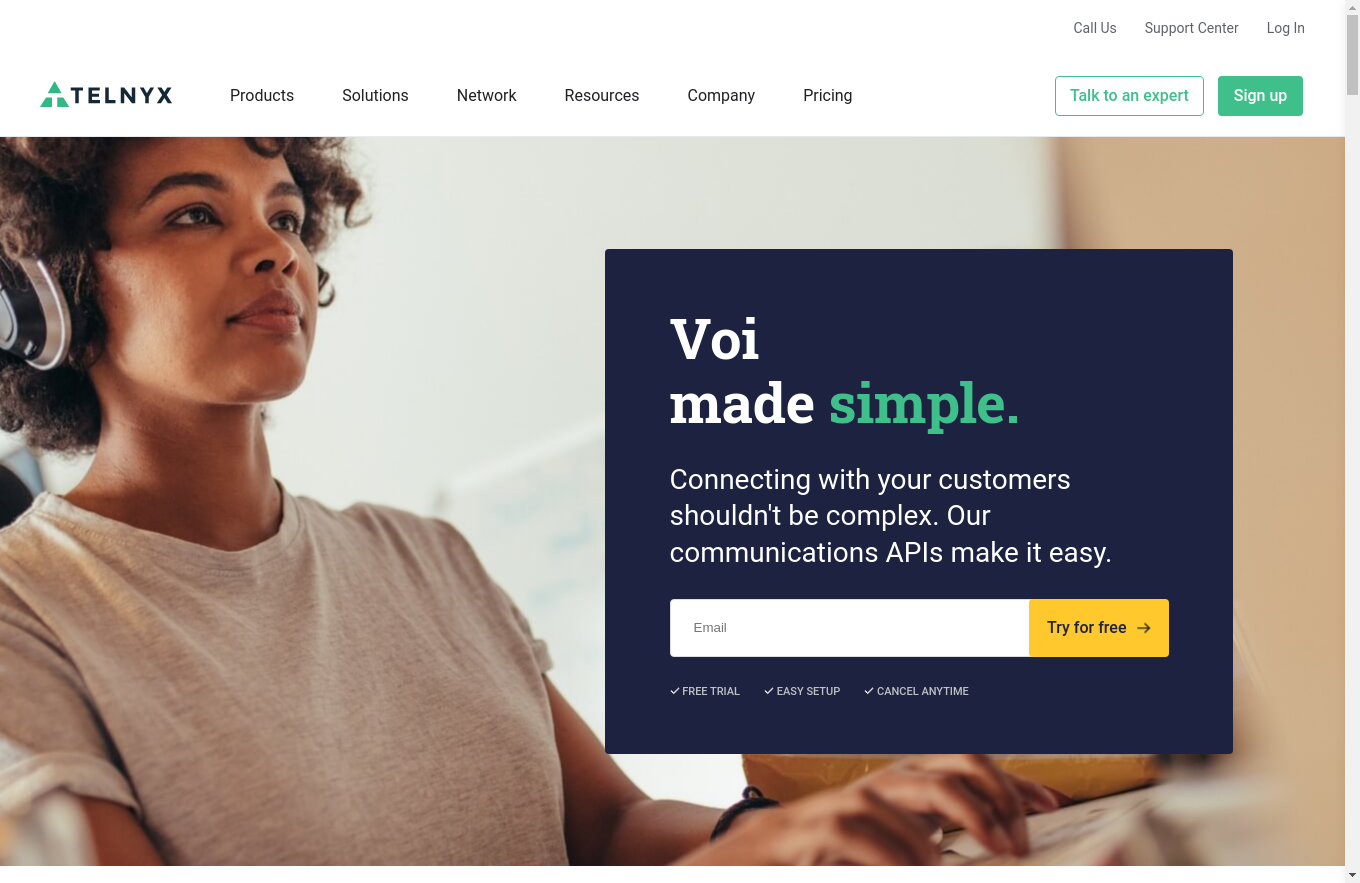 Call Us Support Center Log In
TELNYX Products Solutions Network Resources Company Pricing Talk to an expert Sign up
Voi
made simple.
Connecting with your customers
shouldn't be complex. Our
communications APIs make it easy.
Email Try for free
FREE TRIAL EASY SETUP CANCEL ANYTIME